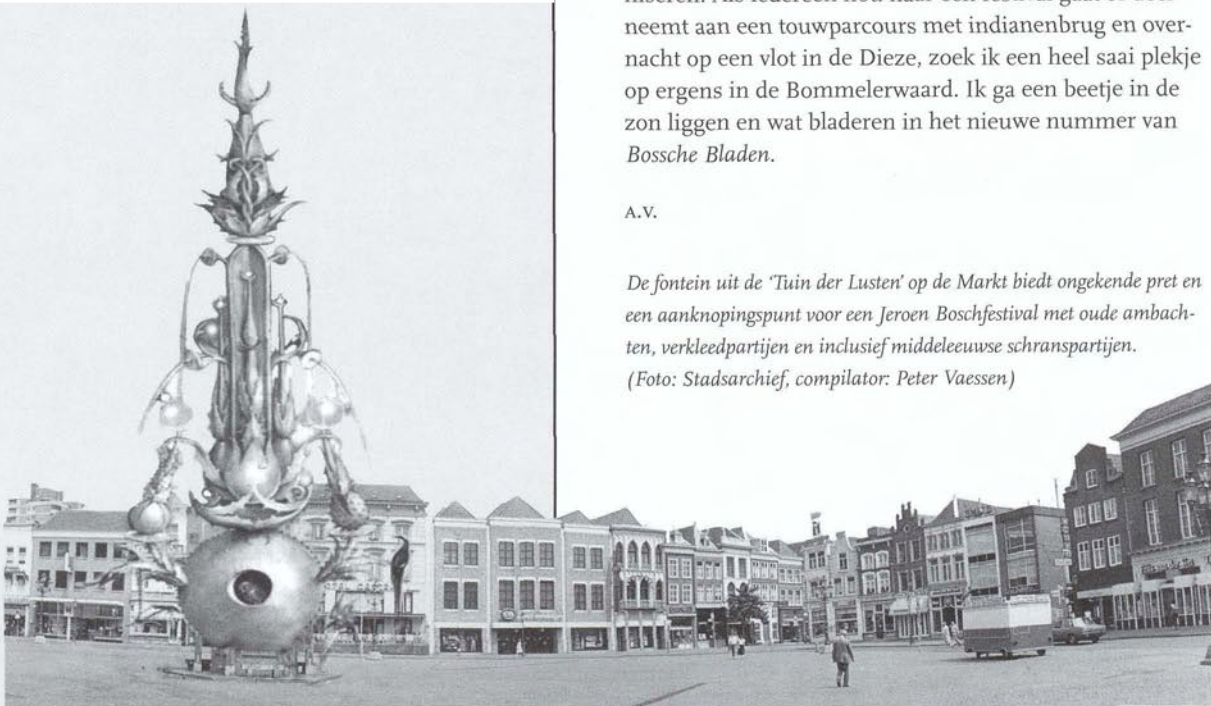 neemt aan een touwparcours met indianenbrug en over-
nacht op een vlot in de Dieze, zoek ik een heel saai plekje
op ergens in de Bommelerwaard. Ik ga een beetje in de
zon liggen en wat bladeren in het nieuwe nummer van
Bossche Bladen.
A.V.
De fontein uit de ‘Tuin der Lusten’ op de Markt biedt ongekende pret en
een aanknopingspunt voor een Jeroen Boschfestival met oude ambach-
ten, verkleedpartijen en inclusief middeleeuwse schranspartijen.
(Foto: Stadsarchief, compilator: Peter Vaessen)